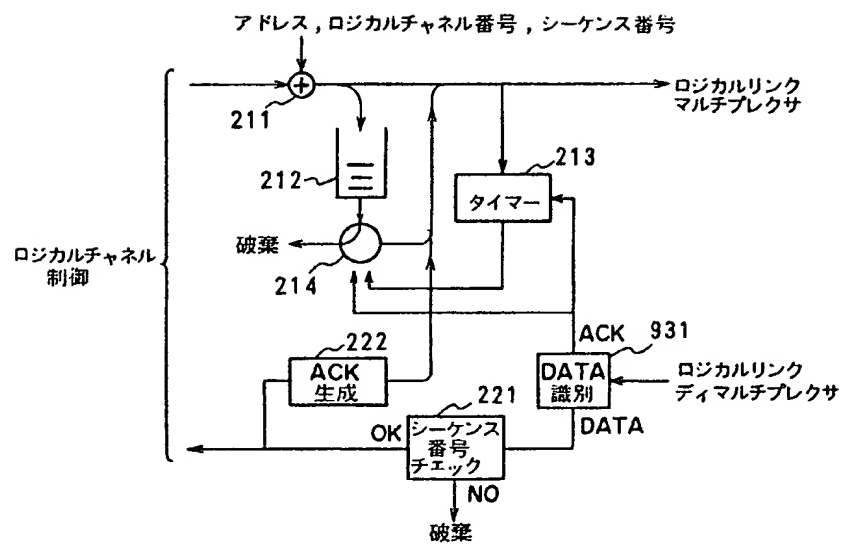 アドレス,ロジカルチャネル番号,シーケンス番号
211
ロジカルリンク
マルチプレクサ
212
213
タイマー
破棄
214
ロジカルチャネル
制御
222
ACK
生成
ACK
931
DATA
識別
ロジカルリンク
ディマルチプレクサ
221
OK
シーケンス
番号
チェック
DATA
NO
破棄